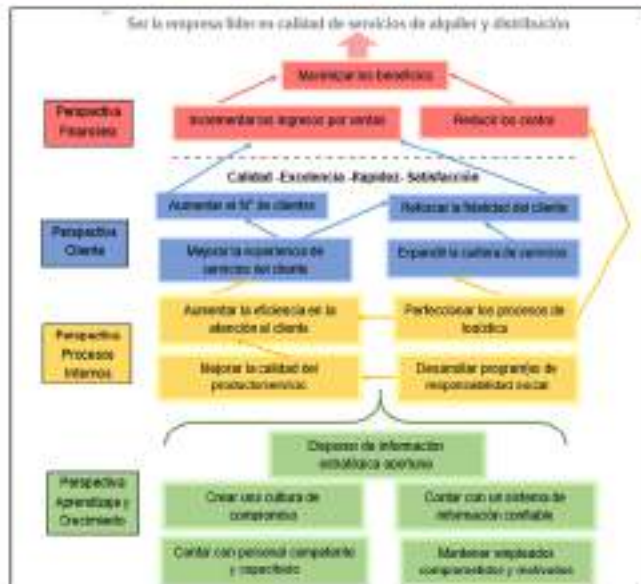 Ser la empresa líder en calidad de servicios de alquiler y distribución
Maximizar los beneficios
Perspectiva
Financiera
Incrementar los ingresos por ventas
Reducir los costos
Calidad -Excelencia -Rapidez- Satisfacción
Aumentar el N° de clientes
Reforzar la fidelidad del cliente
Perspectiva
Cliente
Mejorar la experiencia de
servicios del cliente
Expandir la cartera de servicios
Aumentar la eficiencia en la
atención al cliente
Perfeccionar los procesos de
logística
Perspectiva
Procesos
Internos
Mejorar la calidad del
producto/servicio
Desarrollar programas de
responsabilidad social
Disponer de información
estratégica oportuna
Perspectiva
Aprendizaje y
Crecimiento
Crear una cultura de
compromiso
Contar con un sistema de
información confiable
Contar con personal competente
y capacitado
Mantener empleados
comprometidos y motivados